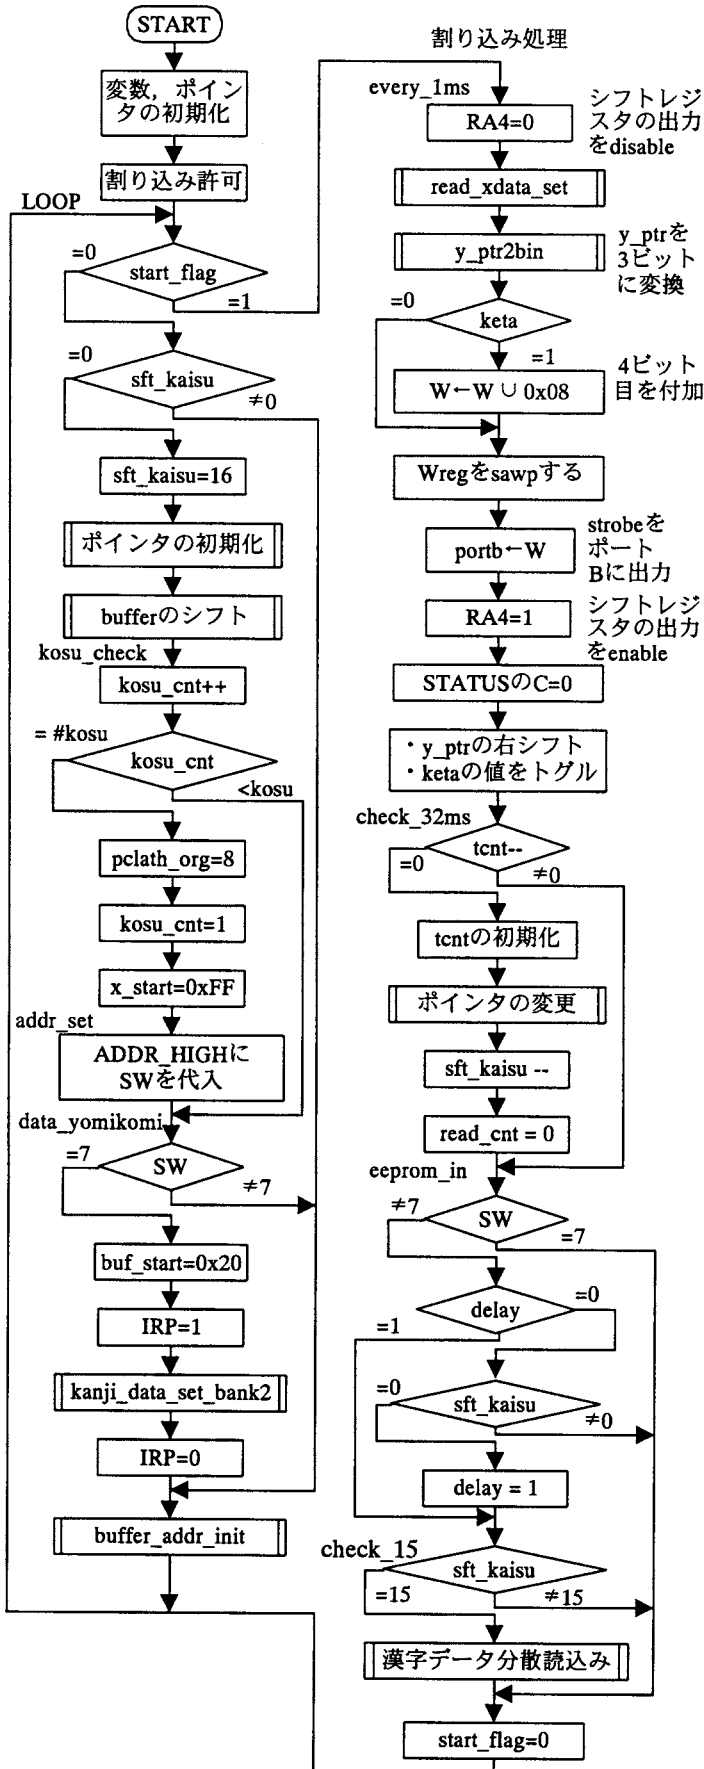 START
変数，ポイン
タの初期化
割り込み許可
LOOP
=0
start_flag
=1
=0
sft_kaisu
≠0
sft_kaisu=16
ポインタの初期化
bufferのシフト
kosu_check
kosu_cnt++
= #kosu
kosu_cnt
<kosu
pclath_org=8
kosu_cnt=1
x_start=0xFF
addr_set
ADDR_HIGHに
SWを代入
data_yomikomi
=7
SW
≠7
buf_start=0x20
IRP=1
kanji_data_set_bank2
IRP=0
buffer_addr_init
割り込み処理
every_1ms
RA4=0
シフトレジ
スタの出力
をdisable
read_xdata_set
y_ptr2bin
y_ptrを
3ビット
に変換
=0
keta
=1
W←W ∪ 0x08
4ビット
目を付加
Wregをsawpする
portb←W
strobeを
ポート
Bに出力
RA4=1
シフトレジ
スタの出力
をenable
STATUSのC=0
・y_ptrの右シフト
・ketaの値をトグル
check_32ms
tcnt--
=0
≠0
tcntの初期化
ポインタの変更
sft_kaisu --
read_cnt = 0
eeprom_in
≠7
SW
=7
delay
=0
=1
=0
sft_kaisu
≠0
delay = 1
check_15
sft_kaisu
=15
≠15
漢字データ分散読込み
start_flag=0